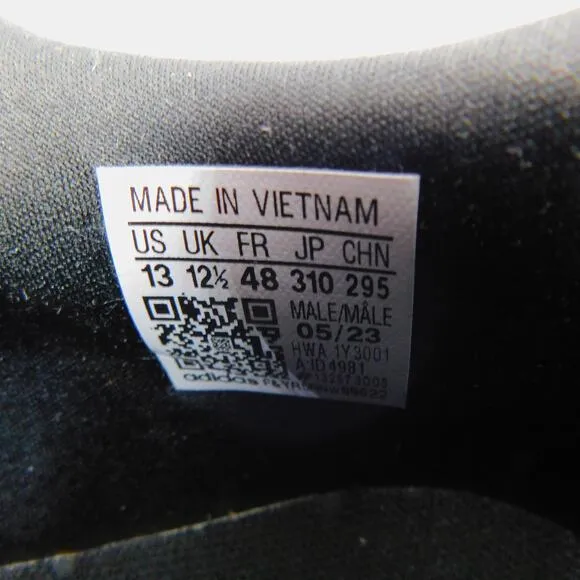 MADE IN VIETNAM
US UK FR JP CHN
13 12½ 48 310 295
MALE/MÂLE
05/23
HWA 1Y3001
A:ID4981
adidas